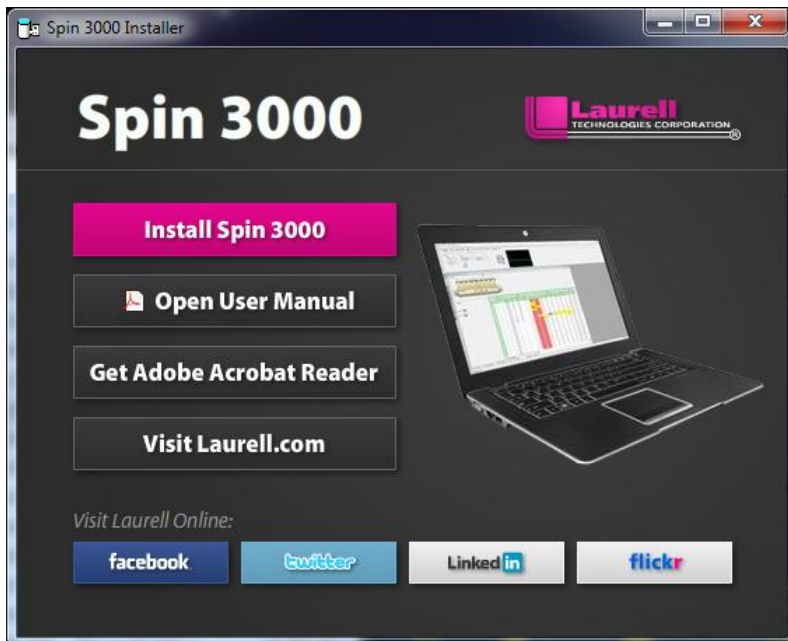 Spin 3000 Installer
Spin 3000
Laurell
TECHNOLOGIES CORPORATION
®
Install Spin 3000
Open User Manual
Get Adobe Acrobat Reader
Visit Laurell.com
Visit Laurell Online:
facebook
twitter
Linked in
flickr